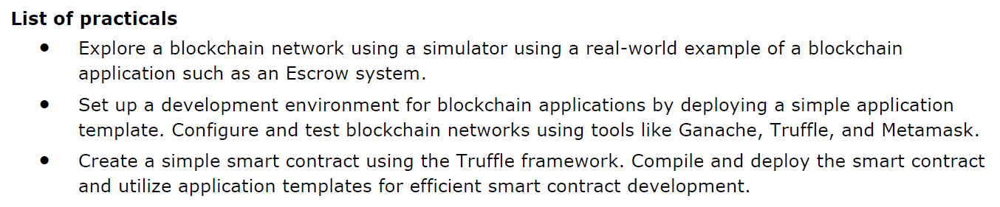 List of practicals
• Explore a blockchain network using a simulator using a real-world example of a blockchain
application such as an Escrow system.
• Set up a development environment for blockchain applications by deploying a simple application
template. Configure and test blockchain networks using tools like Ganache, Truffle, and Metamask.
• Create a simple smart contract using the Truffle framework. Compile and deploy the smart contract
and utilize application templates for efficient smart contract development.